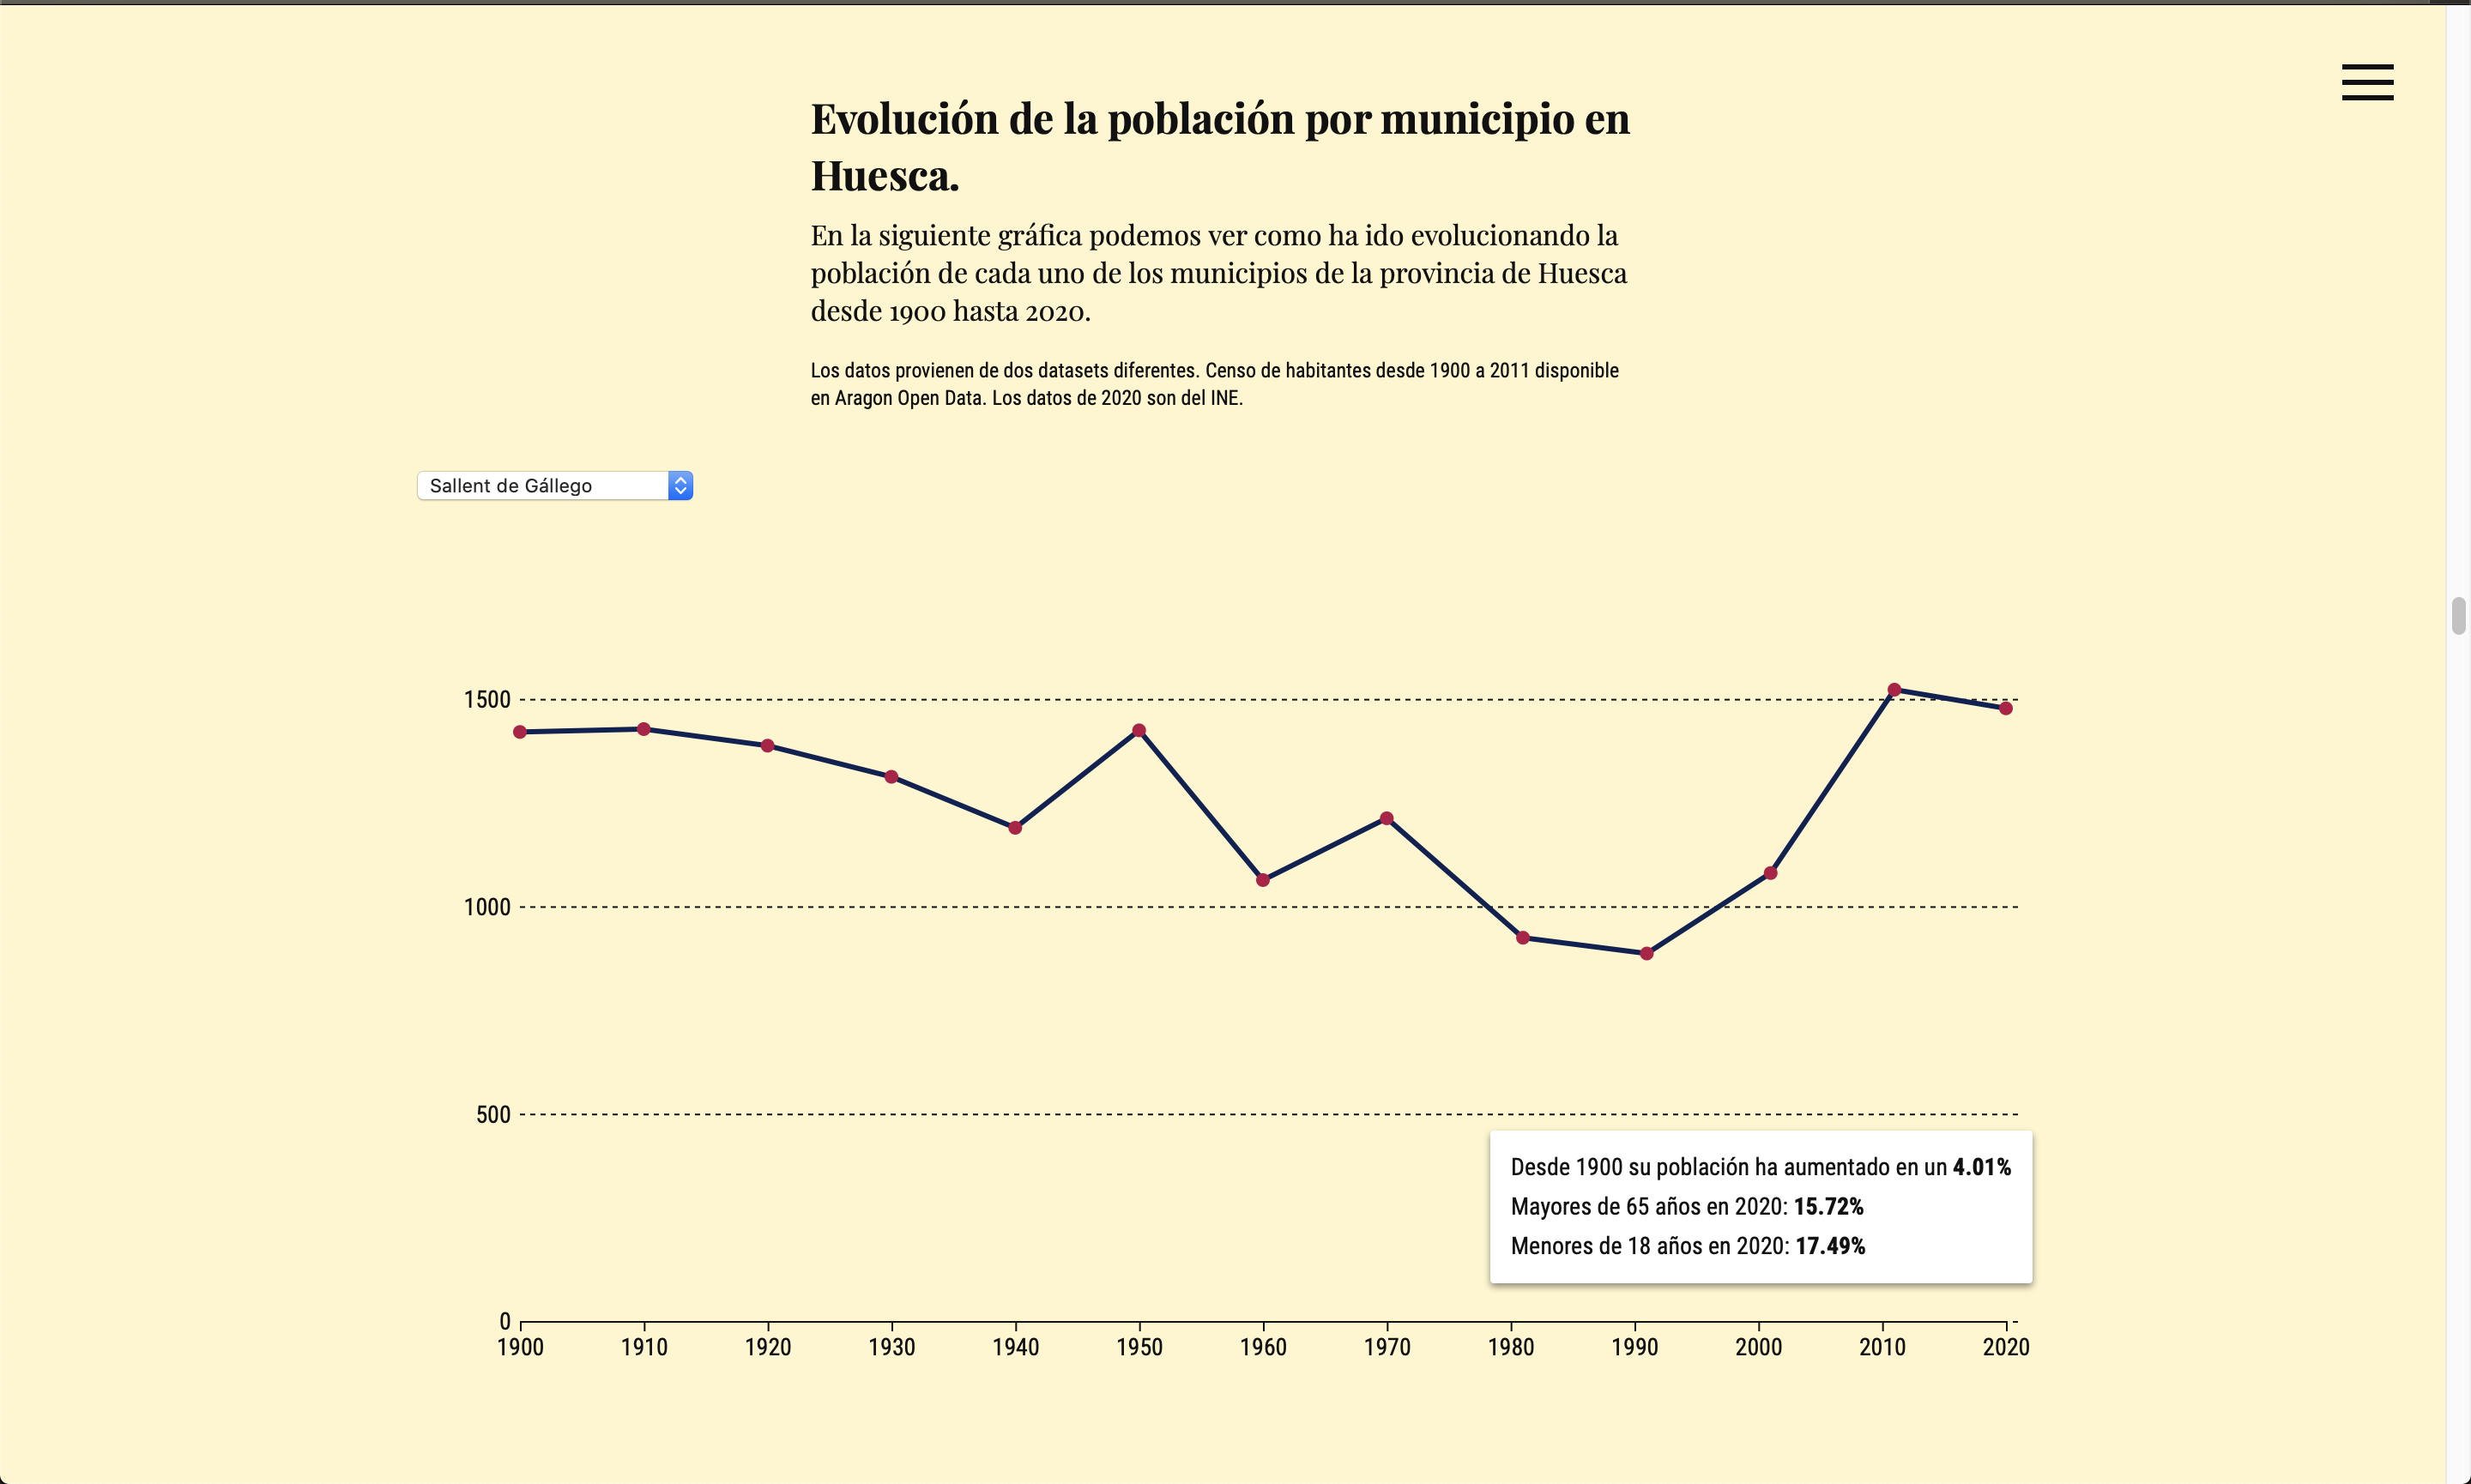 Evolución de la población por municipio en
Huesca.
En la siguiente gráfica podemos ver como ha ido evolucionando la
población de cada uno de los municipios de la provincia de Huesca
desde 1900 hasta 2020.
Los datos provienen de dos datasets diferentes. Censo de habitantes desde 1900 a 2011 disponible
en Aragon Open Data. Los datos de 2020 son del INE.
Sallent de Gállego
1500
1000
500
Desde 1900 su población ha aumentado en un 4.01%
Mayores de 65 años en 2020: 15.72%
Menores de 18 años en 2020: 17.49%
0
1900 1910 1920 1930 1940 1950 1960 1970 1980 1990 2000 2010 2020